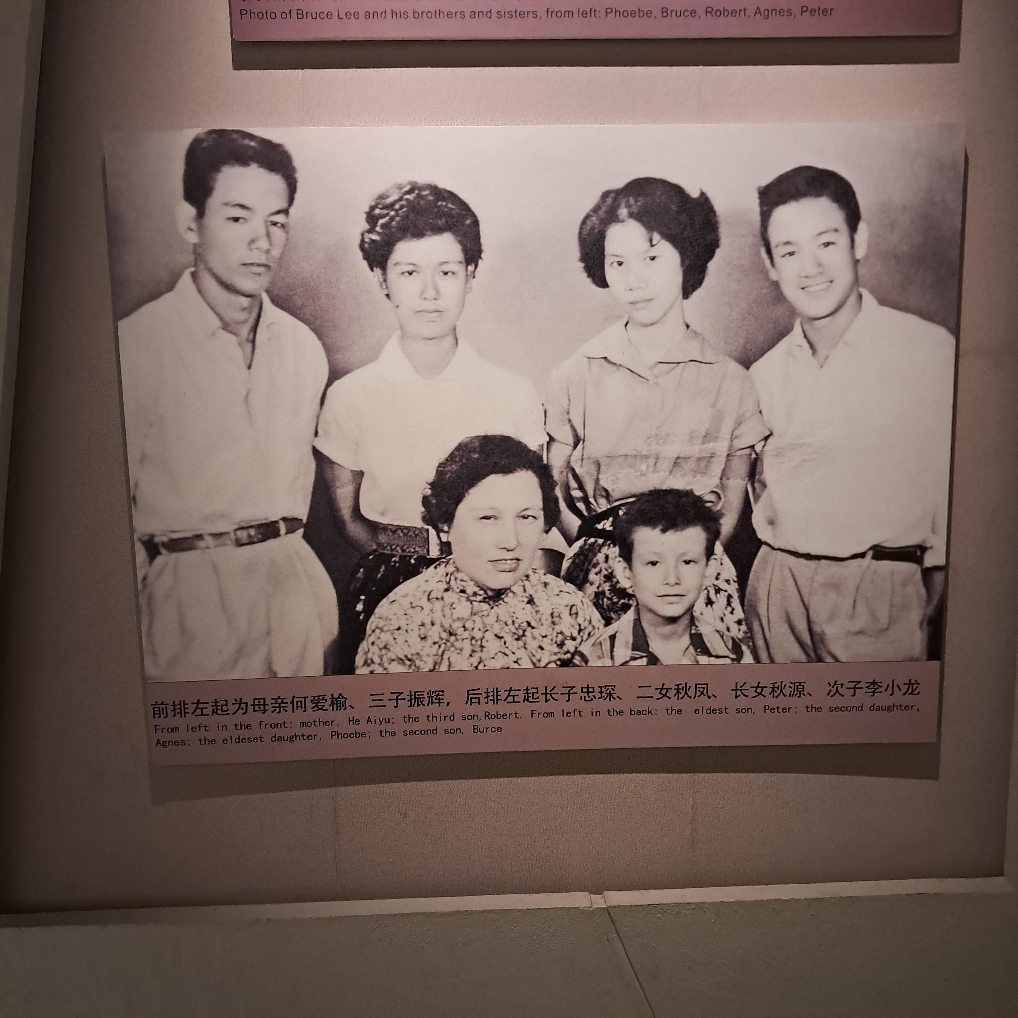 Photo of Bruce Lee and his brothers and sisters, from left: Phoebe, Bruce, Robert, Agnes, Peter
前排左起为母亲何爱榆、三子振辉，后排左起长子忠琛、二女秋凤、长女秋源、次子李小龙
From left in the front: mother, He Aiyu; the third son,Robert. From left in the back: the eldest son, Peter; the second daughter,
Agnes; the eldeset daughter, Phoebe; the second son, Burce